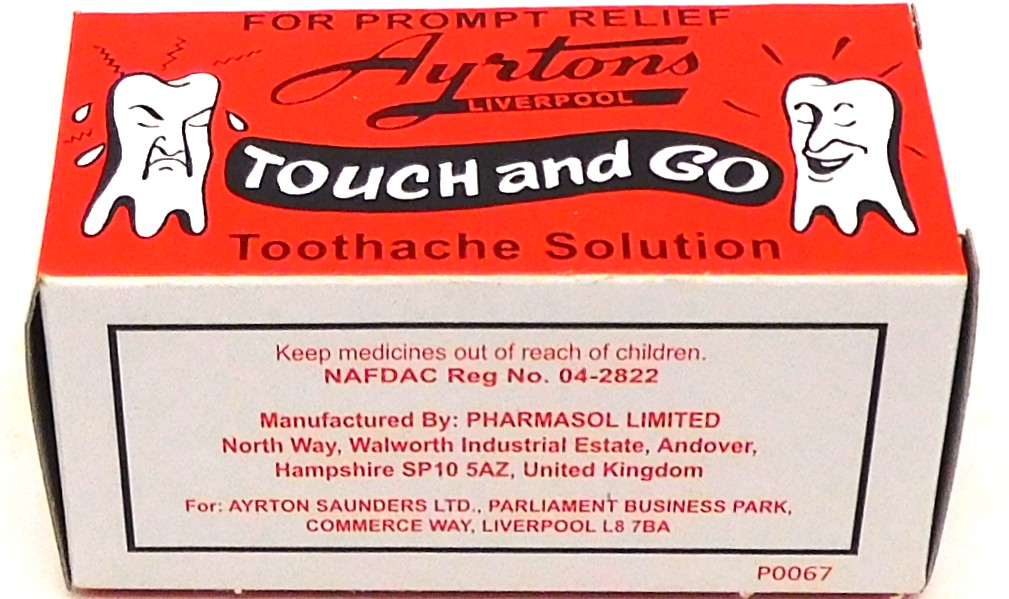 FOR PROMPT RELIEF
Ayrtons
LIVERPOOL
TOUCH and GO
Toothache Solution
Keep medicines out of reach of children.
NAFDAC Reg No. 04-2822
Manufactured By: PHARMASOL LIMITED
North Way, Walworth Industrial Estate, Andover,
Hampshire SP10 5AZ, United Kingdom
For: AYRTON SAUNDERS LTD., PARLIAMENT BUSINESS PARK,
COMMERCE WAY, LIVERPOOL L8 7BA
P0067